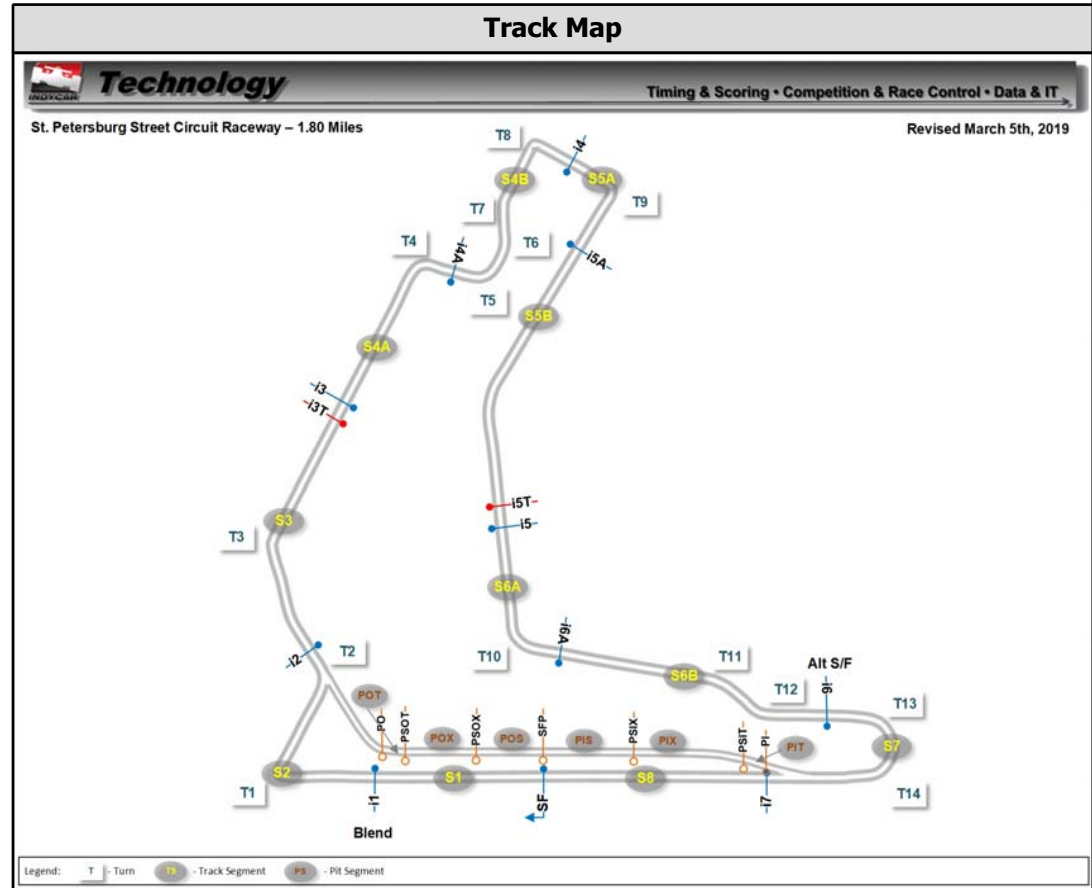 Track Map
INDYCAR
Technology
Timing & Scoring • Competition & Race Control • Data & IT
St. Petersburg Street Circuit Raceway – 1.80 Miles
Revised March 5th, 2019
T8
-i4-
S4B
S5A
T9
T7
T4
-i4A-
T6
-i5A-
T5
S5B
S4A
-i3-
-i3T-
-i5T-
-i5-
S3
T3
S6A
-i2-
T2
T10
-i6A-
S6B
T11
Alt S/F
-i6-
T12
T13
POT
PO-
PSOT-
POX
PSOX-
POS
SFP-
PIS
PSIX-
PIX
PSIT-
PI-
PIT
S7
S2
T1
-i1-
S1
-SF-
S8
-i7-
T14
Blend
Legend:
T - Turn
TS - Track Segment
PS - Pit Segment